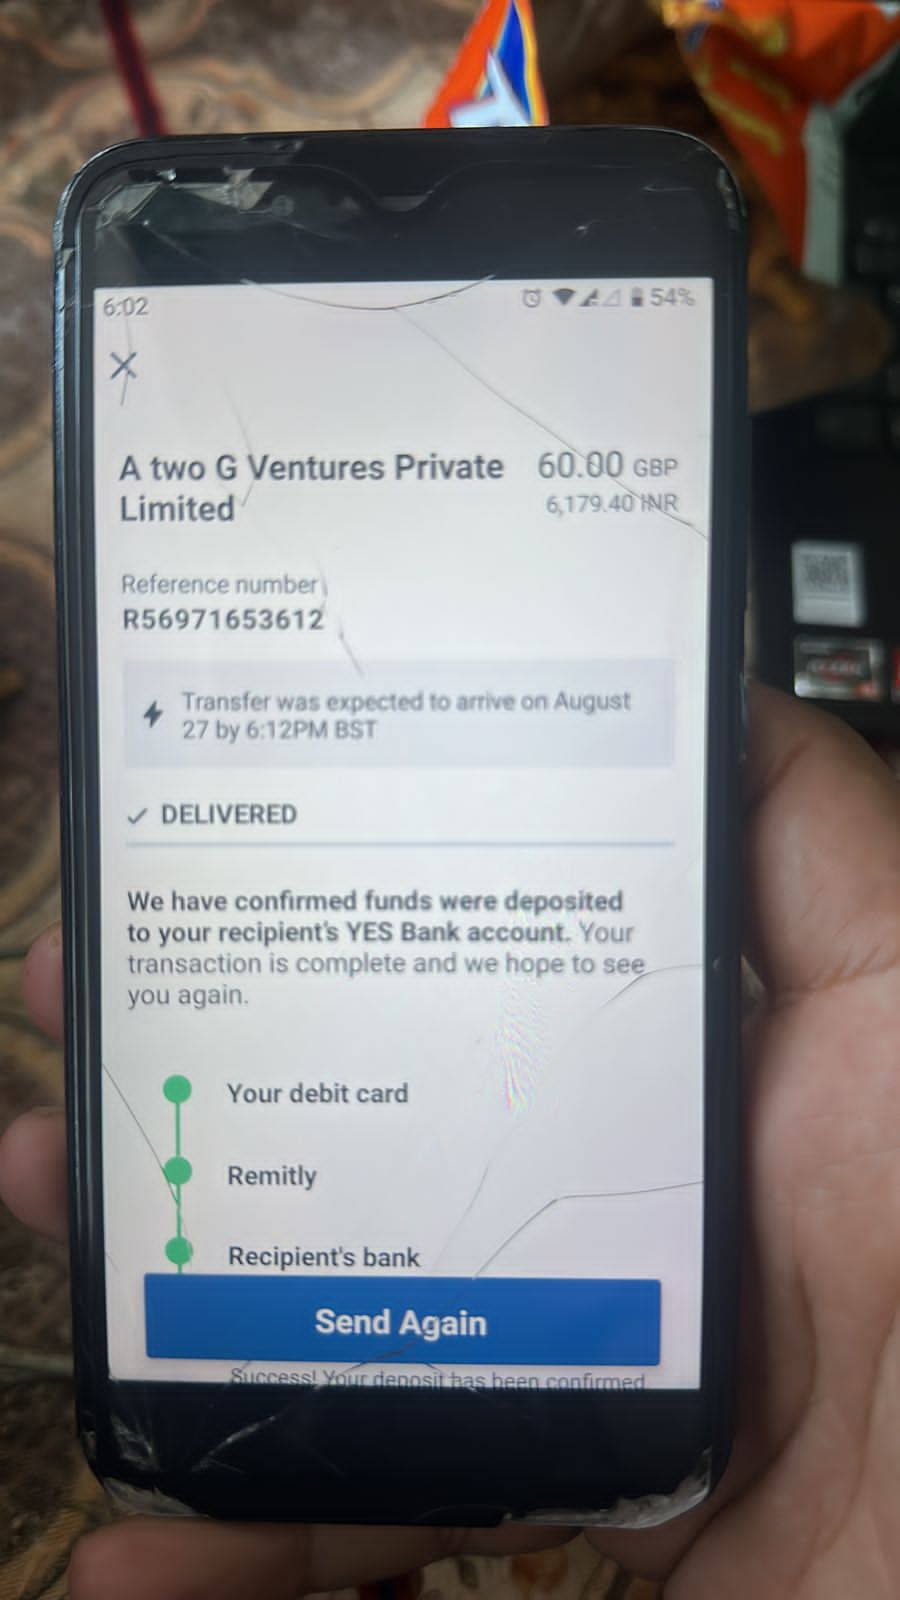 6:02
54%
A two G Ventures Private
Limited
60.00 GBP
6,179.40 INR
Reference number
R56971653612
Transfer was expected to arrive on August
27 by 6:12PM BST
DELIVERED
We have confirmed funds were deposited
to your recipient's YES Bank account. Your
transaction is complete and we hope to see
you again.
Your debit card
Remitly
Recipient's bank
Send Again
Success! Your deposit has been confirmed